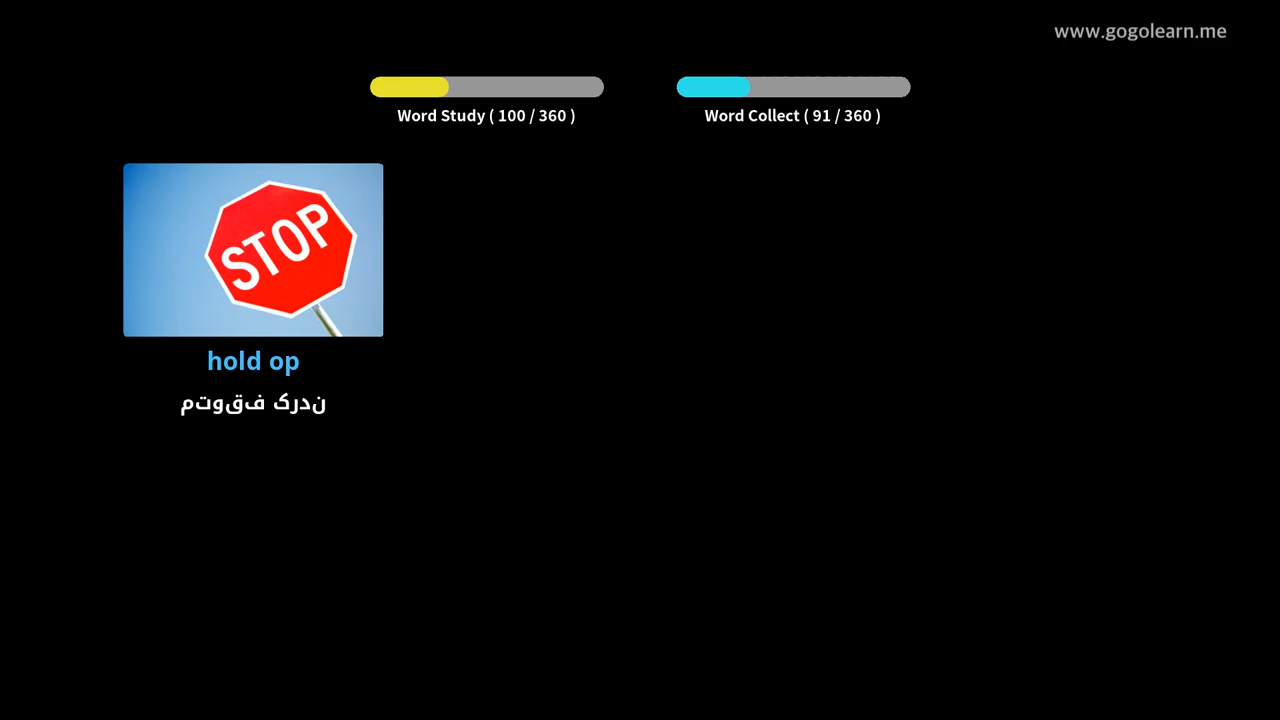 www.gogolearn.me
Word Study ( 100 / 360 )
Word Collect ( 91 / 360 )
STOP
hold op
ندرک فقوتم